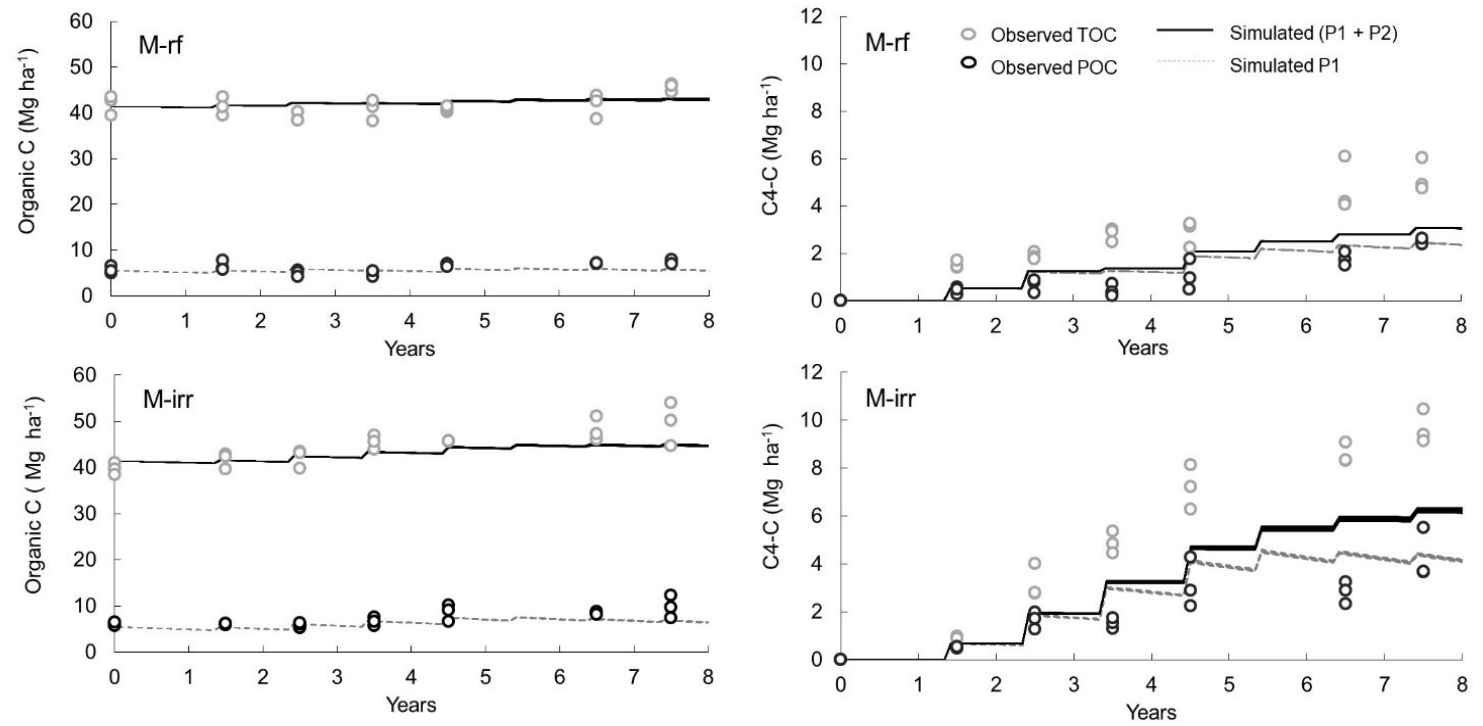 M-rf
Organic C (Mg ha-1)
60
50
40
30
20
10
0
0 1 2 3 4 5 6 7 8
Years
M-rf
C4-C (Mg ha-1)
12
10
8
6
4
2
0
0 1 2 3 4 5 6 7 8
Years
Observed TOC
Simulated (P1 + P2)
Observed POC
Simulated P1
M-irr
Organic C ( Mg ha-1)
60
50
40
30
20
10
0
0 1 2 3 4 5 6 7 8
Years
M-irr
C4-C (Mg ha-1)
12
10
8
6
4
2
0
0 1 2 3 4 5 6 7 8
Years